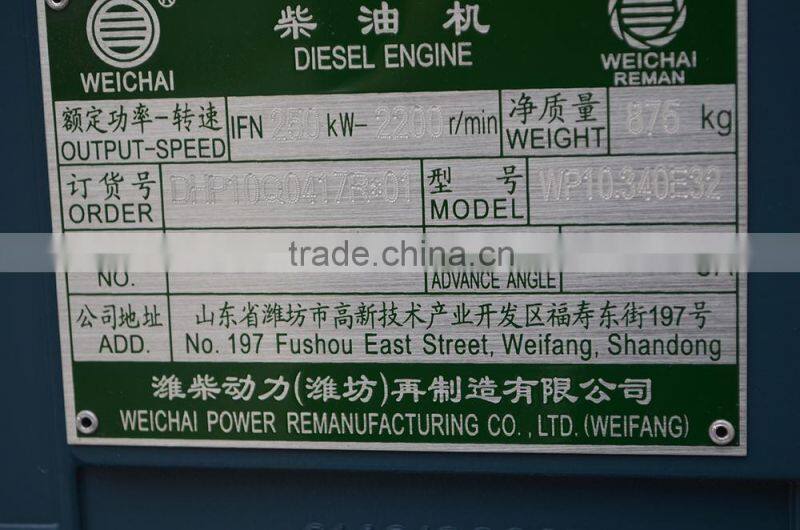 ® 柴油机
WEICHAI DIESEL ENGINE WEICHAI REMAN
额定功率-转速 IFN 250 kW- 2200 r/min 净质量 875 kg
OUTPUT-SPEED WEIGHT
订货号 DHP10Q0417R*01 型号 WP10.340E32
ORDER MODEL
trade.china.cn
NO. ADVANCE ANGLE
公司地址 山东省潍坊市高新技术产业开发区福寿东街197号
ADD. No. 197 Fushou East Street, Weifang, Shandong
潍柴动力(潍坊)再制造有限公司
WEICHAI POWER REMANUFACTURING CO., LTD. (WEIFANG)